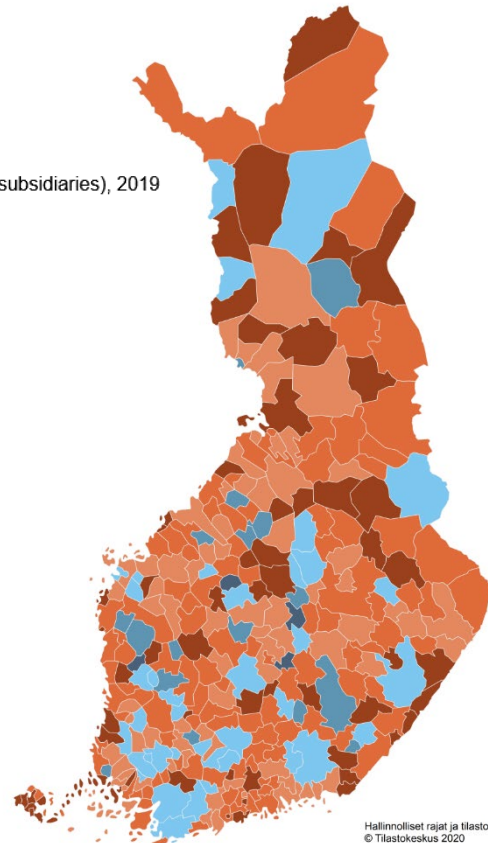 subsidiaries), 2019
Hallinnolliset rajat ja tilasto
© Tilastokeskus 2020